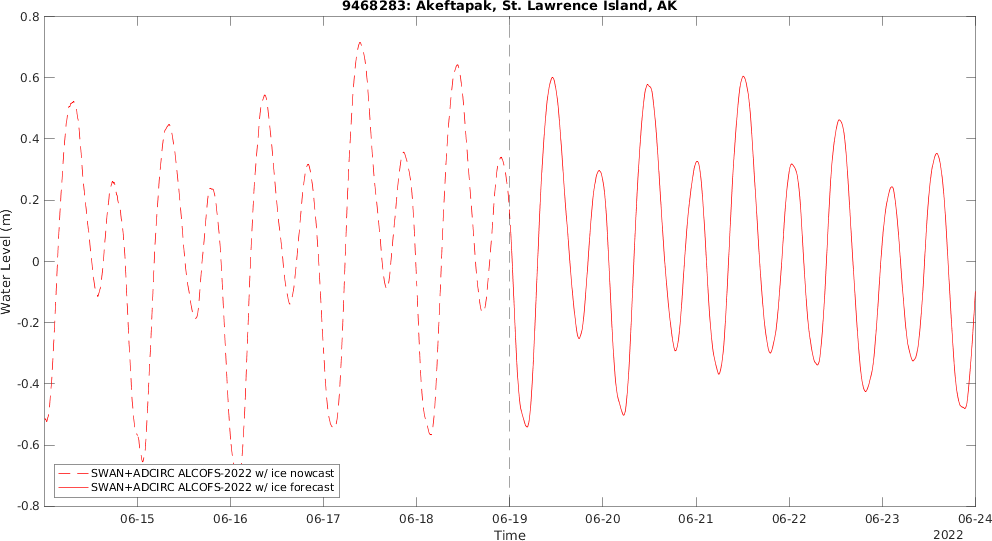 9468283: Akeftapak, St. Lawrence Island, AK
0.8
0.6
0.4
0.2
0
-0.2
-0.4
-0.6
-0.8
Water Level (m)
SWAN+ADCIRC ALCOFS-2022 w/ ice nowcast
SWAN+ADCIRC ALCOFS-2022 w/ ice forecast
06-15 06-16 06-17 06-18 06-19 06-20 06-21 06-22 06-23 06-24
Time
2022